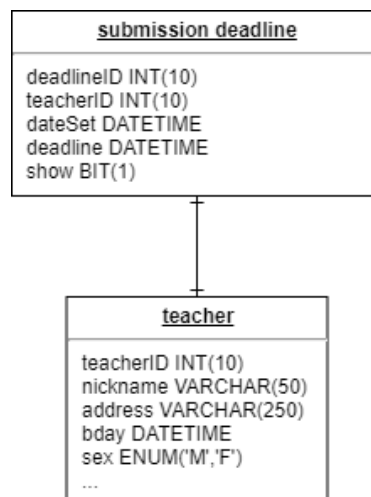 submission deadline
deadlineID INT(10)
teacherID INT(10)
dateSet DATETIME
deadline DATETIME
show BIT(1)
teacher
teacherID INT(10)
nickname VARCHAR(50)
address VARCHAR(250)
bday DATETIME
sex ENUM('M','F')
...